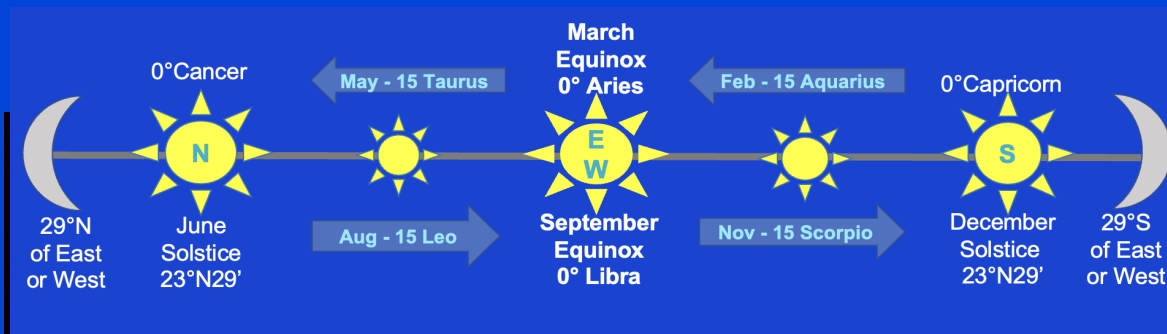 0°Cancer
May - 15 Taurus
March
Equinox
0° Aries
Feb - 15 Aquarius
0°Capricorn
N
E
W
S
29°N
of East
or West
June
Solstice
23°N29’
Aug - 15 Leo
September
Equinox
0° Libra
Nov - 15 Scorpio
December
Solstice
23°N29’
29°S
of East
or West